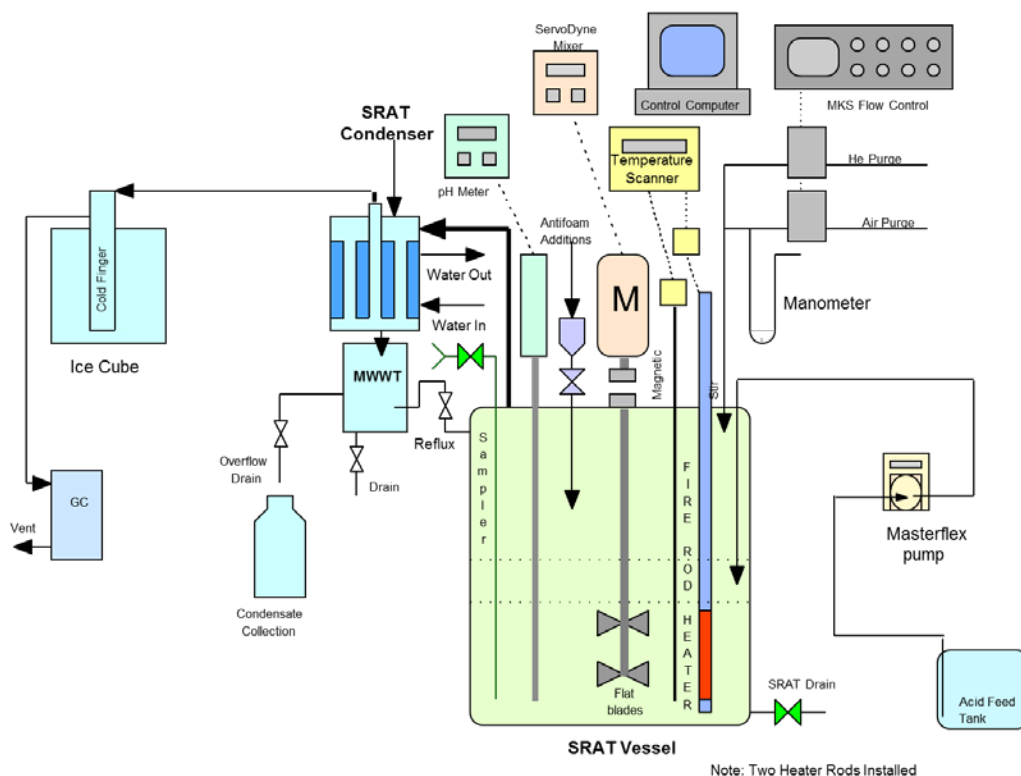 ServoDyne
Mixer
Control Computer
MKS Flow Control
SRAT
Condenser
pH Meter
Temperature
Scanner
He Purge
Air Purge
Antifoam
Additions
Cold Finger
Water Out
Water In
M
Magnetic
Stir
Manometer
Ice Cube
MWWT
Reflux
Overflow
Drain
Drain
Sampler
FIRE ROD HEATER
GC
Vent
Masterflex
pump
Condensate
Collection
Flat
blades
SRAT Drain
Acid Feed
Tank
SRAT Vessel
Note: Two Heater Rods Installed